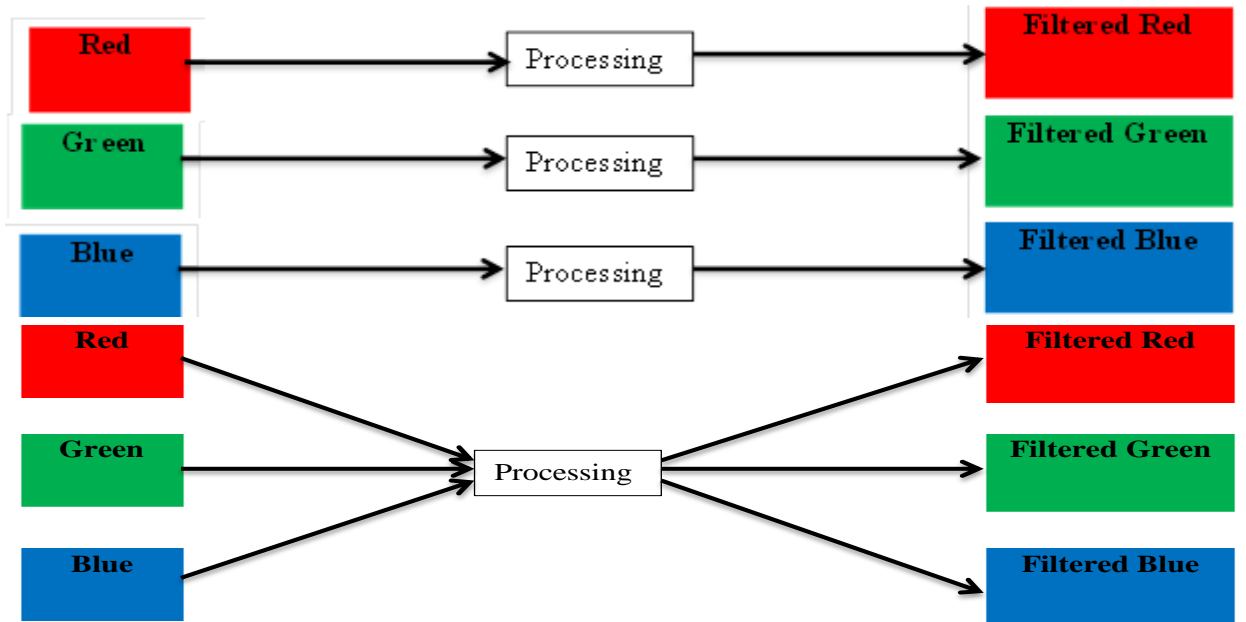 Red
Processing
Filtered Red
Green
Processing
Filtered Green
Blue
Processing
Filtered Blue
Red
Filtered Red
Green
Processing
Filtered Green
Blue
Filtered Blue